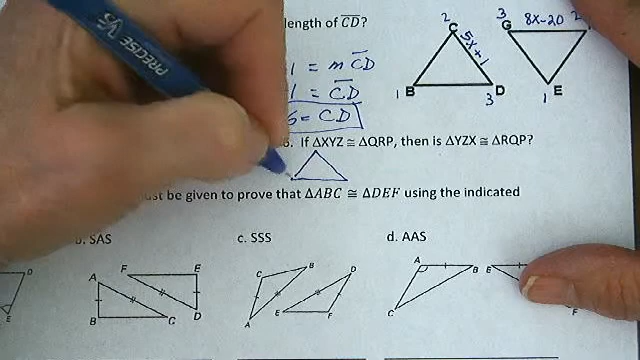 length of CD?
PRECISE V5
2
C
5x+1
3
G
8x-20
2
1 = m CD
1 = CD
6 = CD
1 B
D
3
1 E
6. If ΔXYZ ≅ ΔQRP, then is ΔYZX ≅ ΔRQP?
ust be given to prove that ΔABC ≅ ΔDEF using the indicated
b. SAS
c. SSS
d. AAS
D
E
A
F
E
B
C
D
C
B
D
A
E
F
A
B
E
C
F